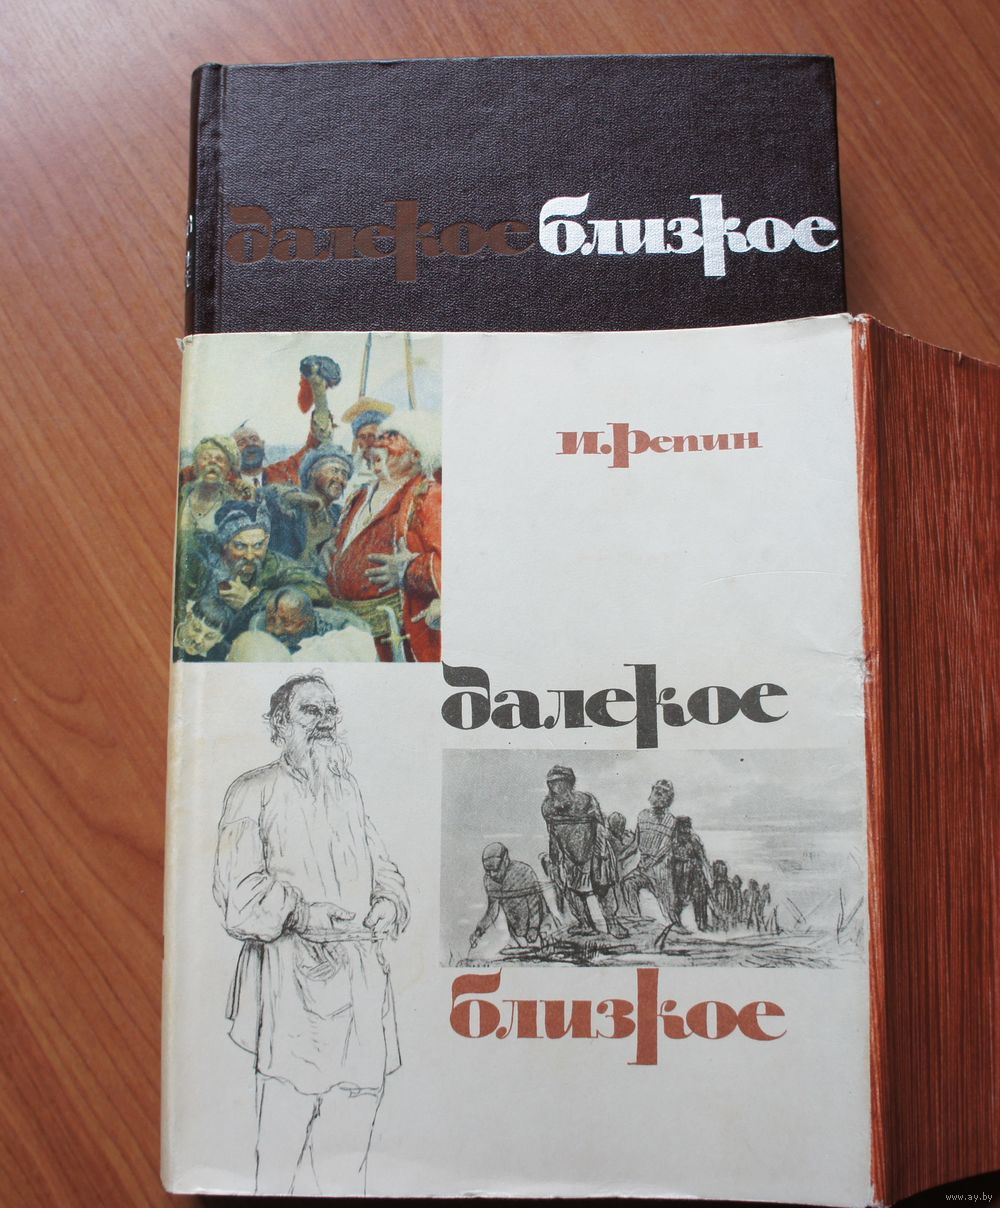 далекое близкое
И. Репин
далекое
близкое
www.ay.by